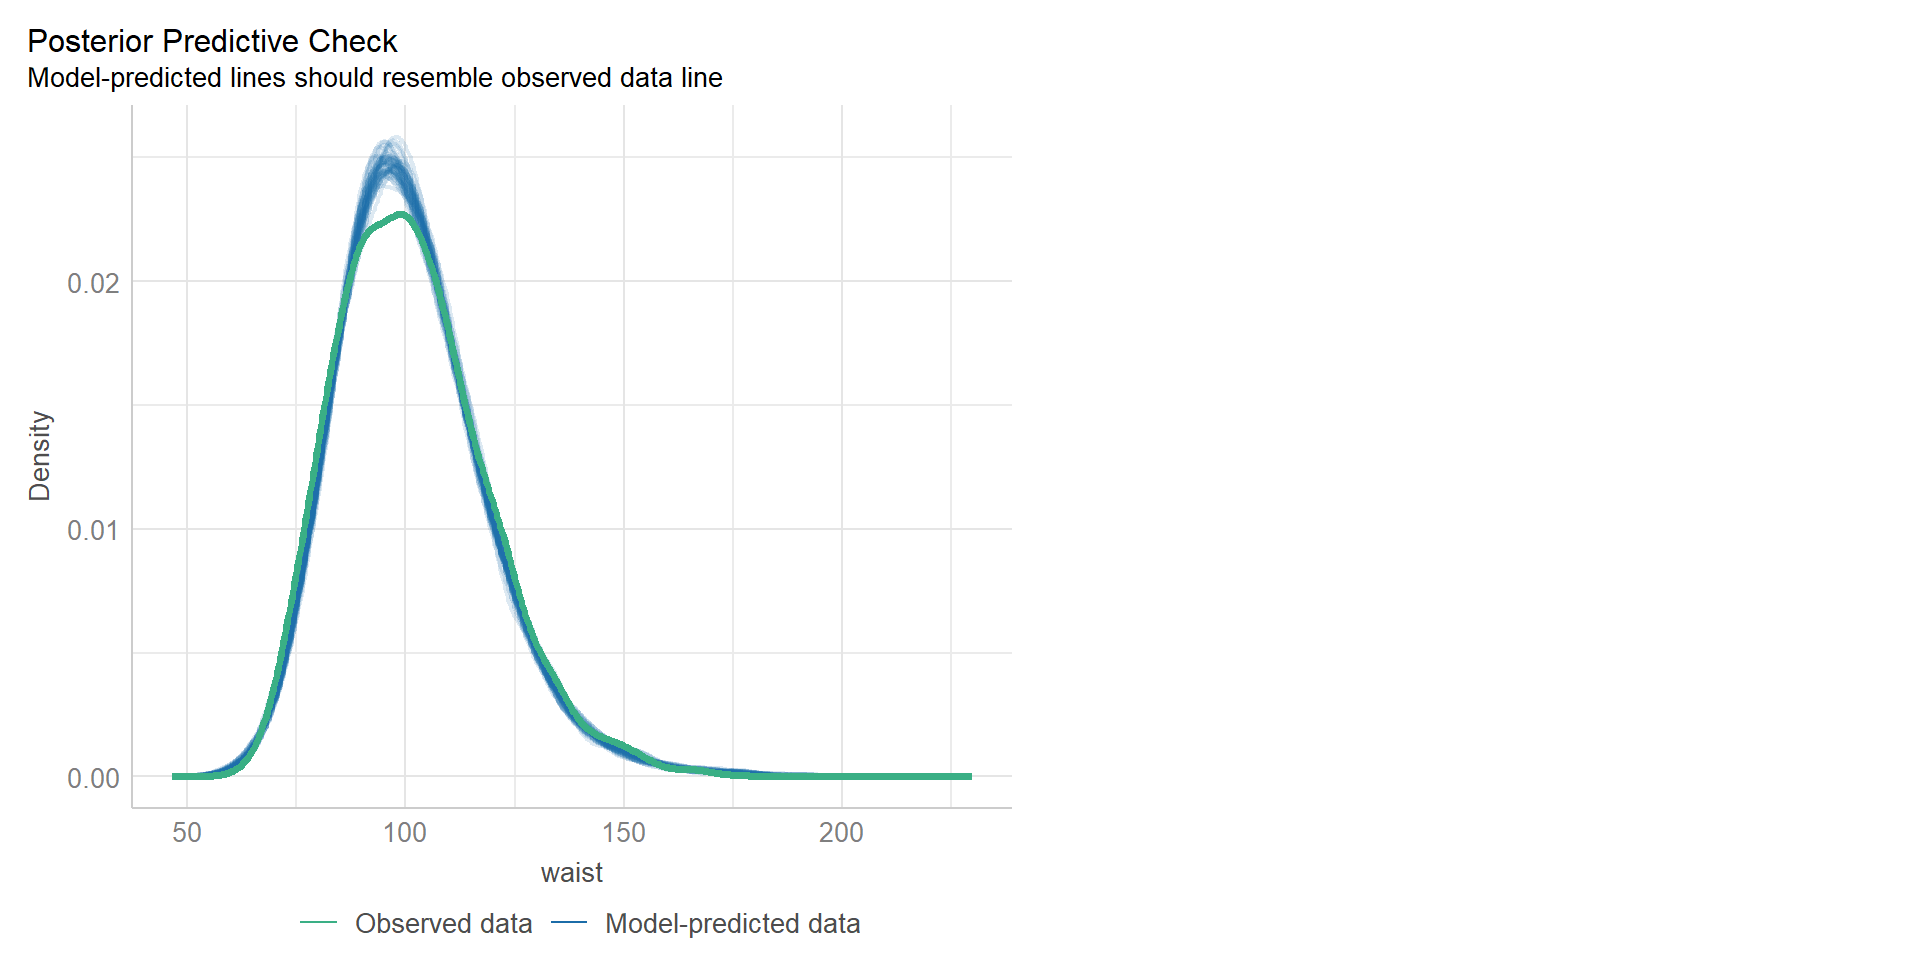 Posterior Predictive Check
Model-predicted lines should resemble observed data line
Density
0.02
0.01
0.00
50 100 150 200
waist
Observed data Model-predicted data